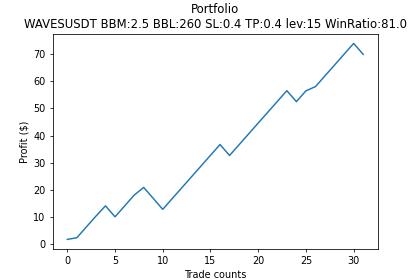 Portfolio
WAVESUSDT BBM:2.5 BBL:260 SL:0.4 TP:0.4 lev:15 WinRatio:81.0
70
60
50
40
30
20
10
0
Profit ($)
0 5 10 15 20 25 30
Trade counts